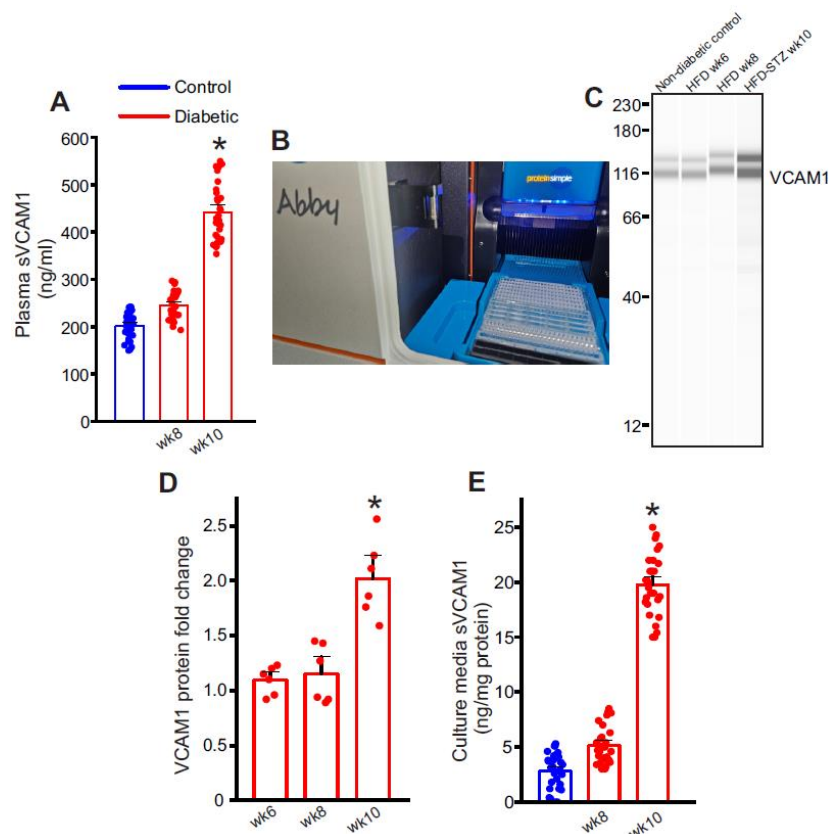 A
Control
Diabetic
Plasma sVCAM1
(ng/ml)
600
500
400
300
200
100
0
*
wk8
wk10
B
Abby
proteinsimple
C
Non-diabetic control
HFD wk6
HFD wk8
HFD-STZ wk10
230
180
116
66
40
12
VCAM1
D
VCAM1 protein fold change
2.5
2.0
1.5
1.0
0.5
0
*
wk6
wk8
wk10
E
Culture media sVCAM1
(ng/mg protein)
25
20
15
10
5
0
*
wk8
wk10